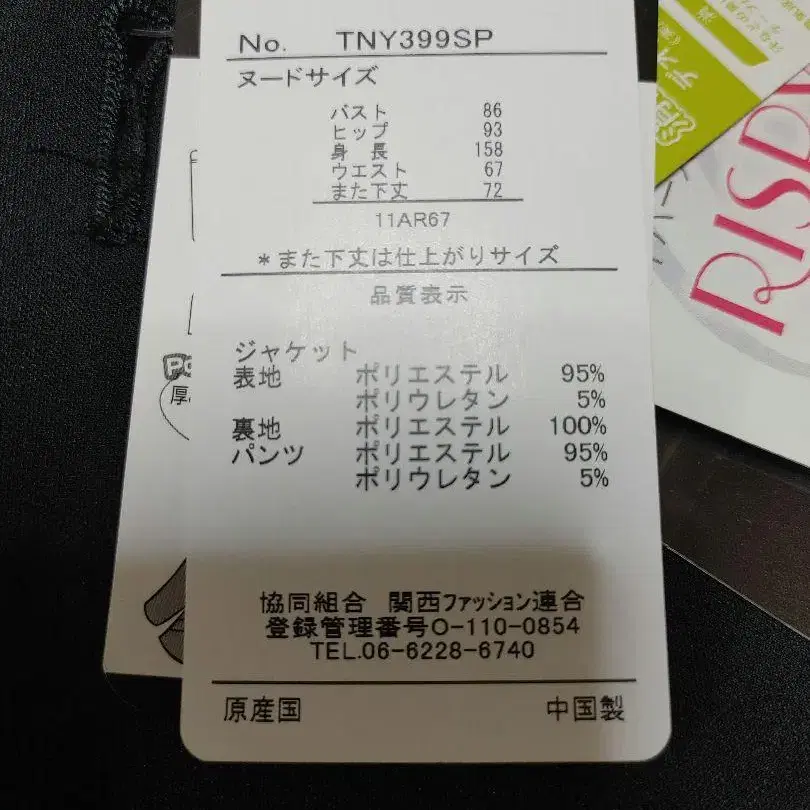 No. TNY399SP
ヌードサイズ
バスト 86
ヒップ 93
身 長 158
ウエスト 67
また下丈 72
11AR67
*また下丈は仕上がりサイズ
品質表示
ジャケット
表地 ポリエステル 95%
ポリウレタン 5%
裏地 ポリエステル 100%
パンツ ポリエステル 95%
ポリウレタン 5%
協同組合 関西ファッション連合
登録管理番号O-110-0854
TEL.06-6228-6740
原産国 中国製
PO
厚
消
デオ
RISD